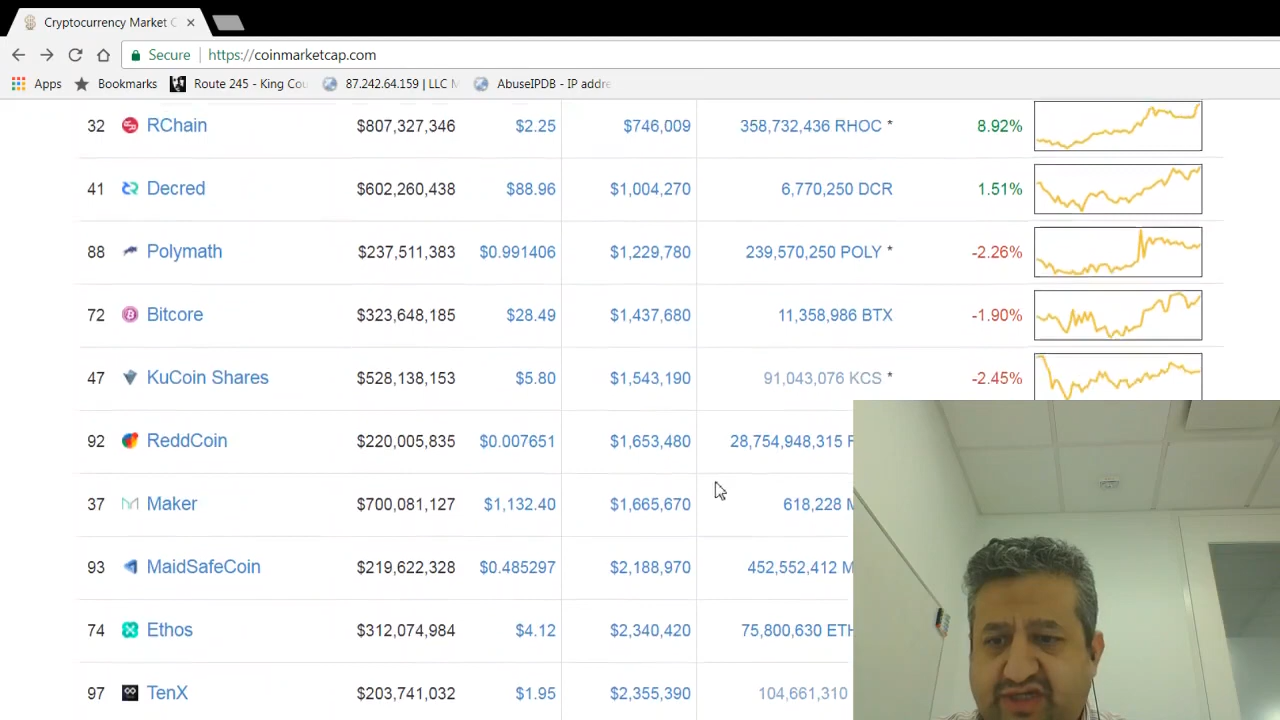 Cryptocurrency Market C
Secure https://coinmarketcap.com
Apps Bookmarks Route 245 - King Cou 87.242.64.159 | LLC M AbuseIPDB - IP addre
32 RChain $807,327,346 $2.25 $746,009 358,732,436 RHOC * 8.92%
41 Decred $602,260,438 $88.96 $1,004,270 6,770,250 DCR 1.51%
88 Polymath $237,511,383 $0.991406 $1,229,780 239,570,250 POLY * -2.26%
72 Bitcore $323,648,185 $28.49 $1,437,680 11,358,986 BTX -1.90%
47 KuCoin Shares $528,138,153 $5.80 $1,543,190 91,043,076 KCS * -2.45%
92 ReddCoin $220,005,835 $0.007651 $1,653,480 28,754,948,315
37 Maker $700,081,127 $1,132.40 $1,665,670 618,228 M
93 MaidSafeCoin $219,622,328 $0.485297 $2,188,970 452,552,412 M
74 Ethos $312,074,984 $4.12 $2,340,420 75,800,630 ETH
97 TenX $203,741,032 $1.95 $2,355,390 104,661,310